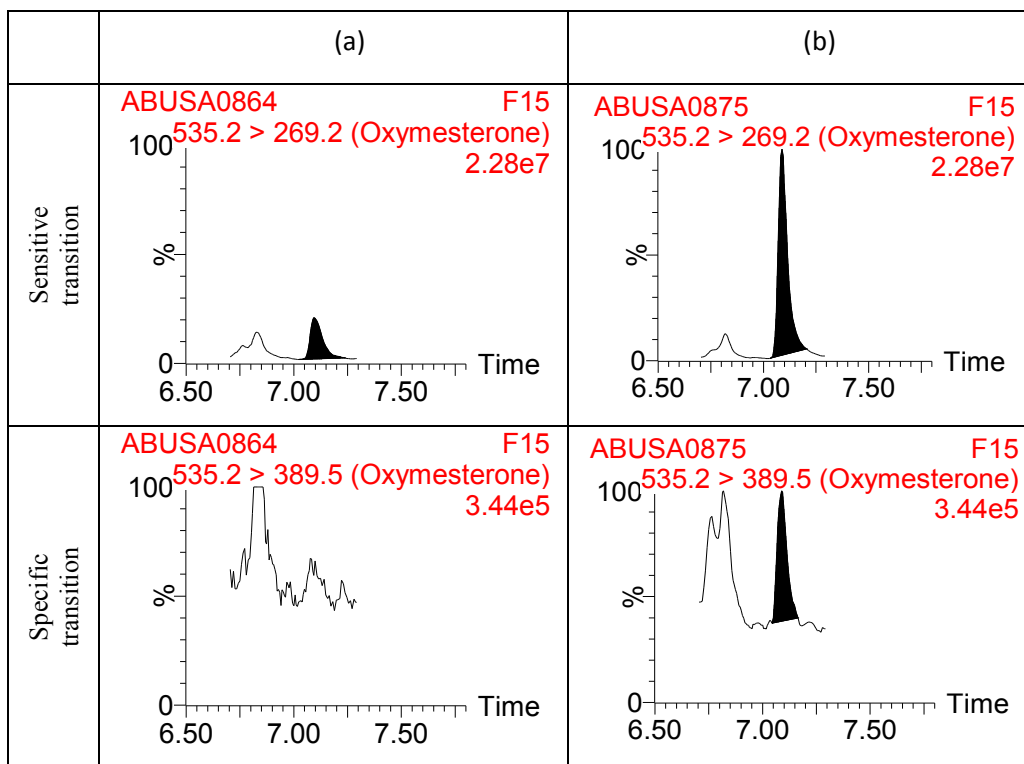 (a)
(b)
Sensitive
transition
ABUSA0864 F15
535.2 > 269.2 (Oxymesterone)
100
2.28e7
%
0
Time
6.50 7.00 7.50
ABUSA0875 F15
535.2 > 269.2 (Oxymesterone)
100
2.28e7
%
0
Time
6.50 7.00 7.50
Specific
transition
ABUSA0864 F15
535.2 > 389.5 (Oxymesterone)
100
3.44e5
%
0
Time
6.50 7.00 7.50
ABUSA0875 F15
535.2 > 389.5 (Oxymesterone)
100
3.44e5
%
0
Time
6.50 7.00 7.50